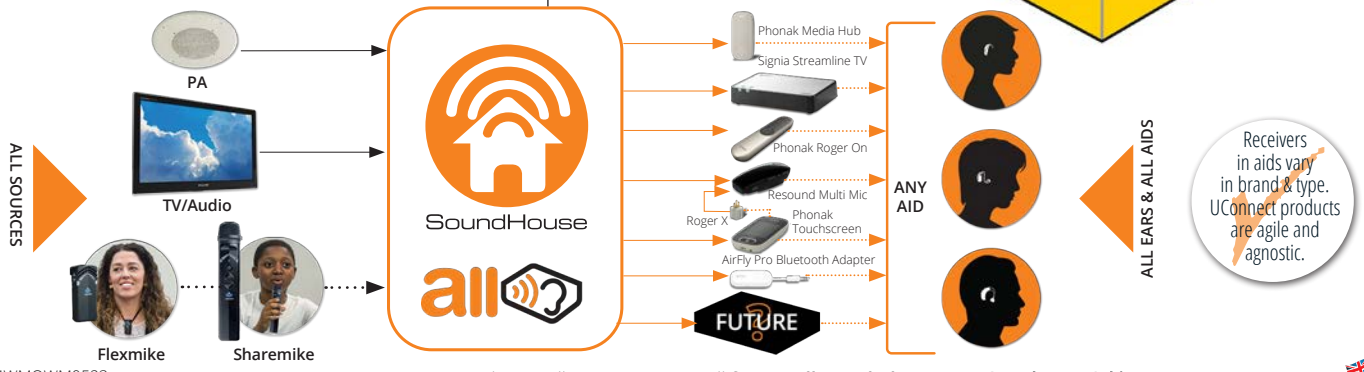 ALL SOURCES
PA
TV/Audio
Flexmike
Sharemike
SoundHouse
all
Phonak Media Hub
Signia Streamline TV
Phonak Roger On
Resound Multi Mic
Roger X
Phonak
Touchscreen
AirFly Pro Bluetooth Adapter
FUTURE
?
ANY
AID
ALL EARS & ALL AIDS
Receivers
in aids vary
in brand & type.
UConnect products
are agile and
agnostic.